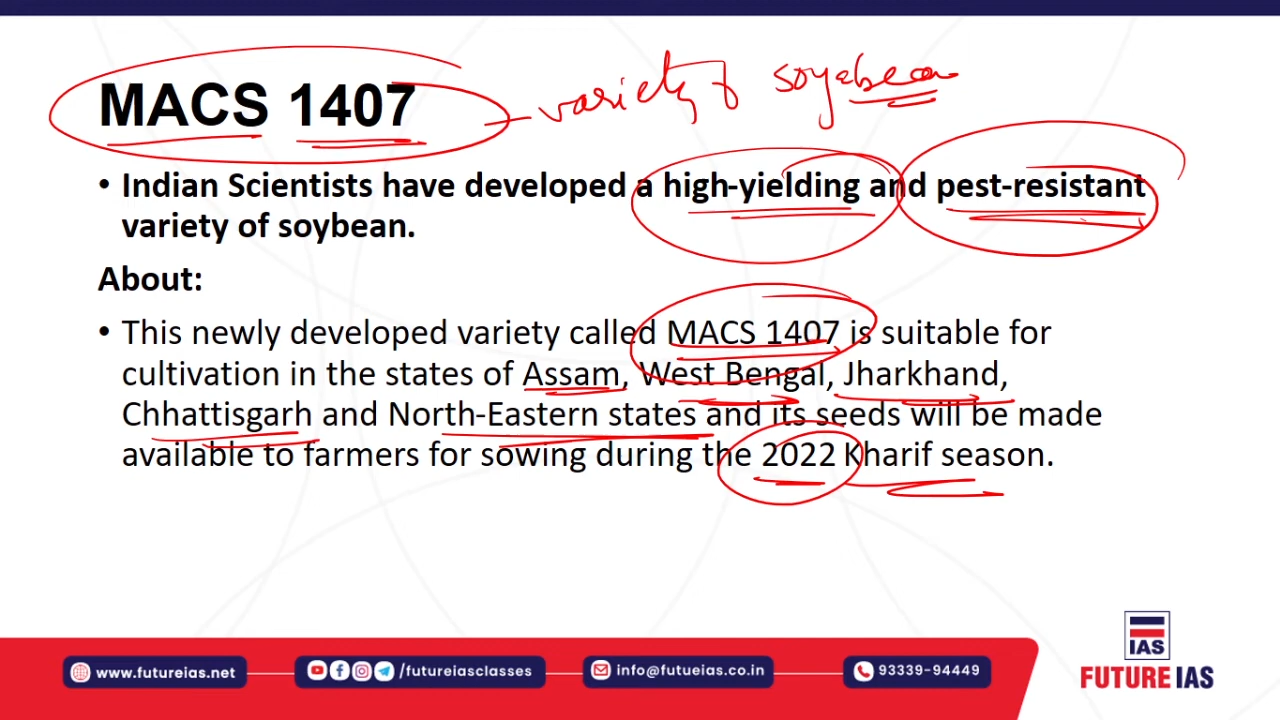 MACS 1407
- variety of soyabean
• Indian Scientists have developed a high-yielding and pest-resistant
variety of soybean.
About:
• This newly developed variety called MACS 1407 is suitable for
cultivation in the states of Assam, West Bengal, Jharkhand,
Chhattisgarh and North-Eastern states and its seeds will be made
available to farmers for sowing during the 2022 Kharif season.
www.futureias.net
/futureiasclasses
info@futueias.co.in
93339-94449
IAS
FUTURE IAS